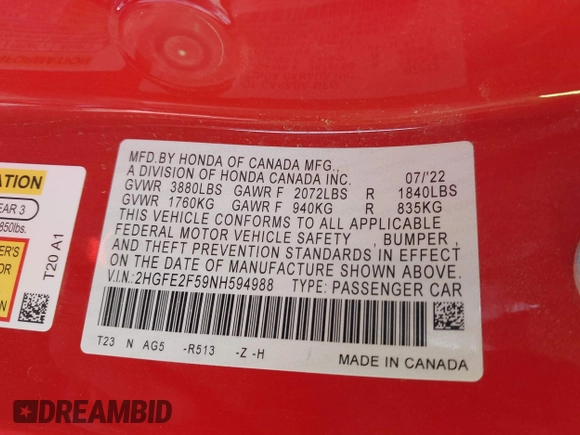 MFD.BY HONDA OF CANADA MFG.,
A DIVISION OF HONDA CANADA INC. 07/'22
GVWR 3880LBS GAWR F 2072LBS R 1840LBS
GVWR 1760KG GAWR F 940KG R 835KG
THIS VEHICLE CONFORMS TO ALL APPLICABLE
FEDERAL MOTOR VEHICLE SAFETY , BUMPER ,
AND THEFT PREVENTION STANDARDS IN EFFECT
ON THE DATE OF MANUFACTURE SHOWN ABOVE.
V.I.N.:2HGFE2F59NH594988 TYPE: PASSENGER CAR
T23 N AG5 -R513 -Z -H
MADE IN CANADA
EAR 3
850lbs.
T20 A1
DREAMBID